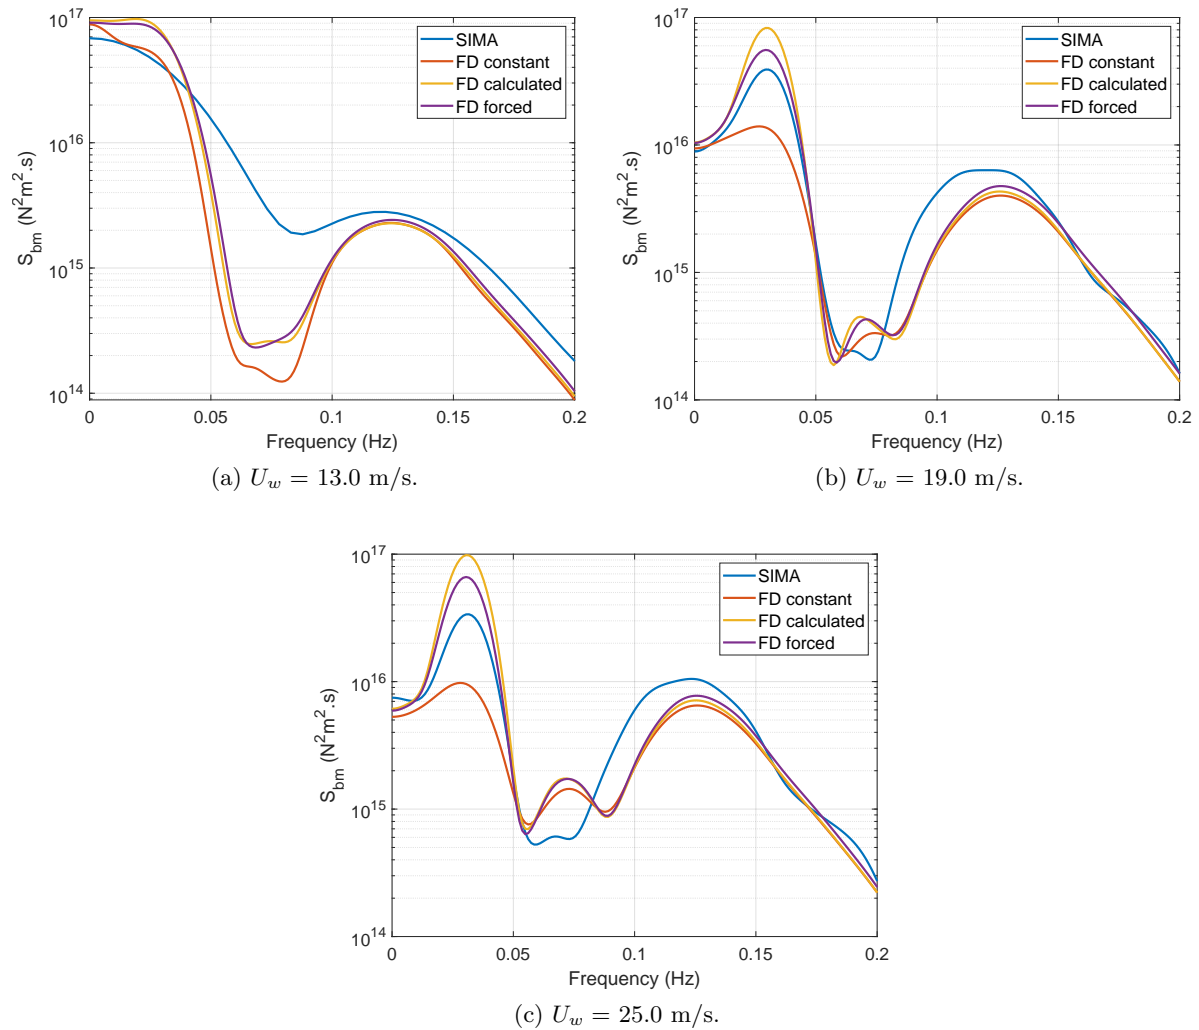 10^17
10^16
10^15
10^14
S_bm (N^2m^2.s)
SIMA
FD constant
FD calculated
FD forced
0 0.05 0.1 0.15 0.2
Frequency (Hz)
(a) U_w = 13.0 m/s.
10^17
10^16
10^15
10^14
S_bm (N^2m^2.s)
SIMA
FD constant
FD calculated
FD forced
0 0.05 0.1 0.15 0.2
Frequency (Hz)
(b) U_w = 19.0 m/s.
10^17
10^16
10^15
10^14
S_bm (N^2m^2.s)
SIMA
FD constant
FD calculated
FD forced
0 0.05 0.1 0.15 0.2
Frequency (Hz)
(c) U_w = 25.0 m/s.